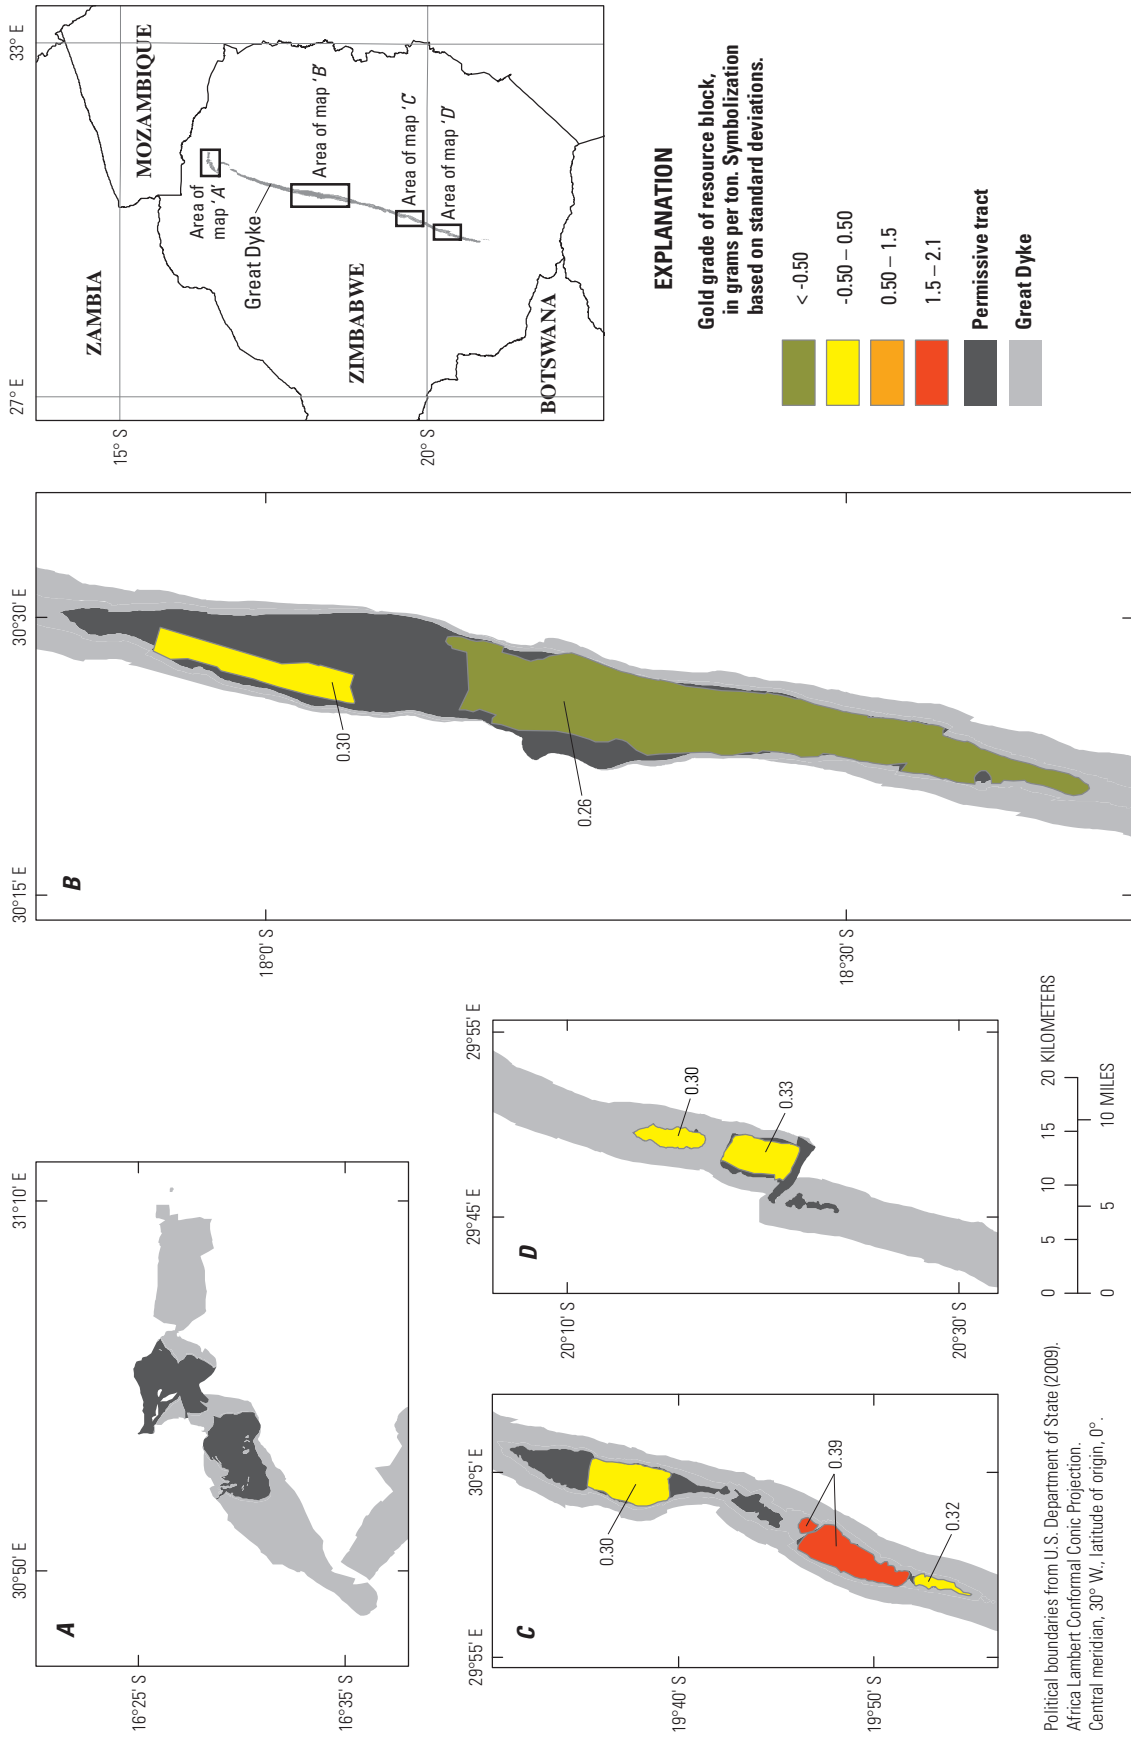 A
30°50' E
31°10' E
16°25' S
16°35' S
B
30°15' E
30°30' E
18°0' S
18°30' S
0.30
0.26
27° E
33° E
15° S
20° S
ZAMBIA
MOZAMBIQUE
Area of
map ‘A’
Great Dyke
Area of map ‘B’
ZIMBABWE
Area of map ‘C’
Area of map ‘D’
BOTSWANA
C
29°55' E
30°5' E
19°40' S
19°50' S
0.30
0.39
0.32
D
29°45' E
29°55' E
20°10' S
20°30' S
0.30
0.33
EXPLANATION
Gold grade of resource block,
in grams per ton. Symbolization
based on standard deviations.
< -0.50
-0.50 – 0.50
0.50 – 1.5
1.5 – 2.1
Permissive tract
Great Dyke
Political boundaries from U.S. Department of State (2009).
Africa Lambert Conformal Conic Projection.
Central meridian, 30° W., latitude of origin, 0°.
0 5 10 15 20 KILOMETERS
0 5 10 MILES